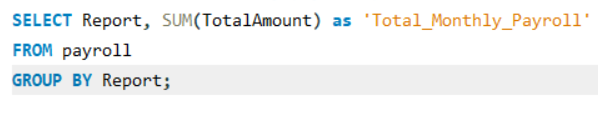 SELECT Report, SUM(TotalAmount) as 'Total_Monthly_Payroll'
FROM payroll
GROUP BY Report;